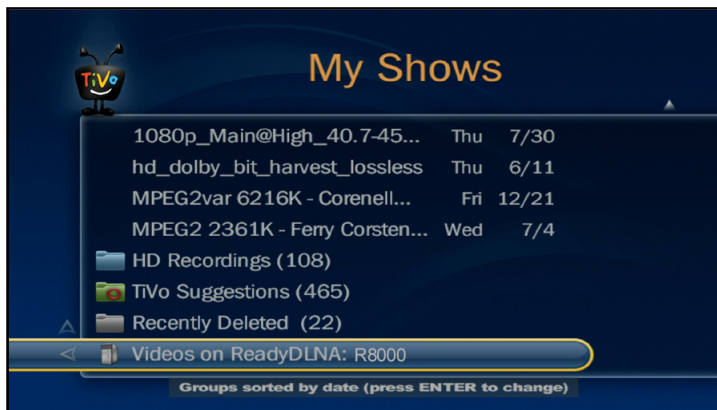 My Shows
TiVo
1080p_Main@High_40.7-45... Thu 7/30
hd_dolby_bit_harvest_lossless Thu 6/11
MPEG2var 6216K - Corenell... Fri 12/21
MPEG2 2361K - Ferry Corsten... Wed 7/4
HD Recordings (108)
TiVo Suggestions (465)
Recently Deleted (22)
Videos on ReadyDLNA: R8000
Groups sorted by date (press ENTER to change)